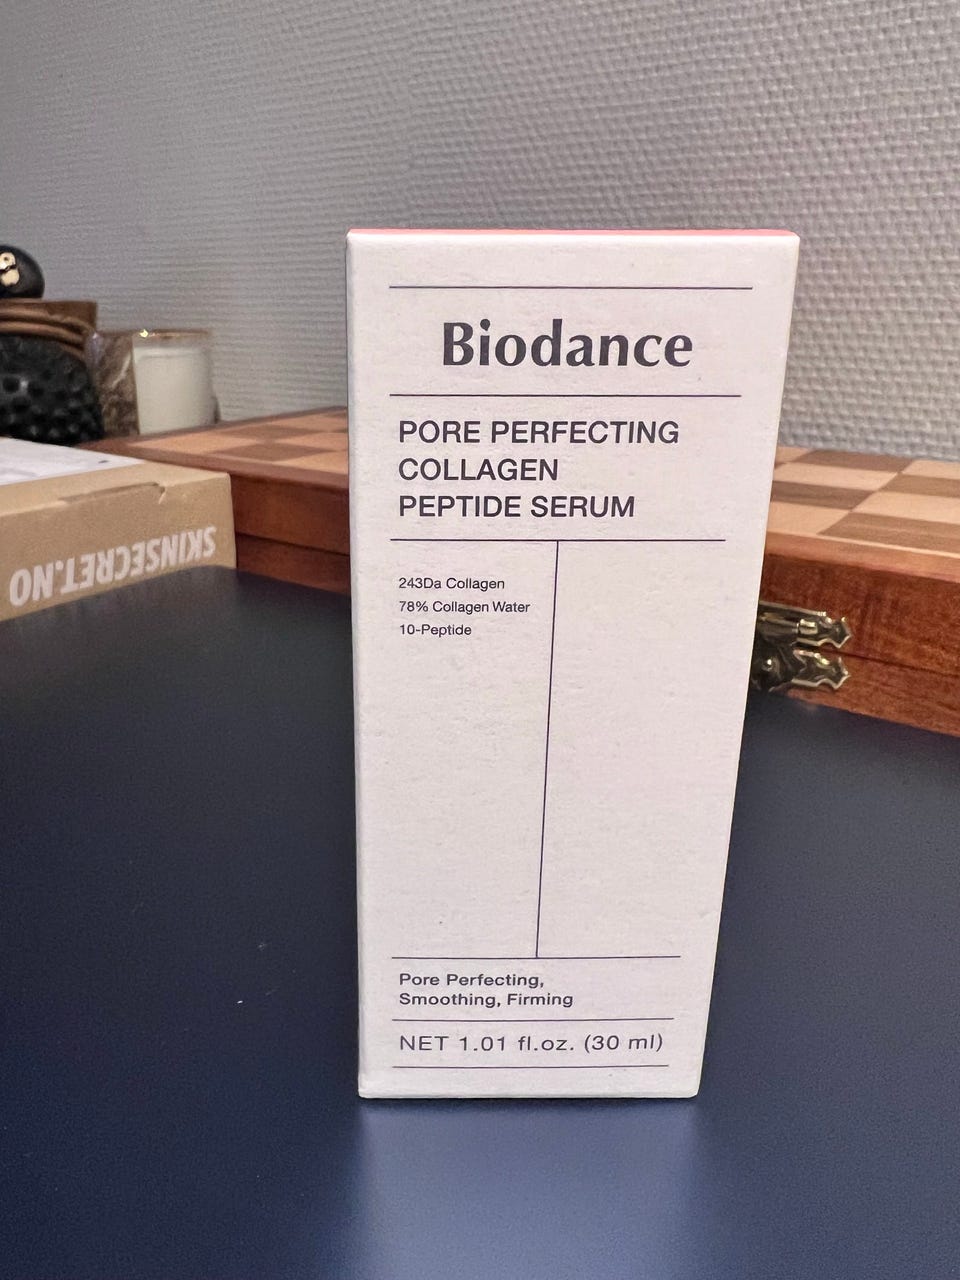 Biodance
PORE PERFECTING
COLLAGEN
PEPTIDE SERUM
243Da Collagen
78% Collagen Water
10-Peptide
Pore Perfecting,
Smoothing, Firming
NET 1.01 fl.oz. (30 ml)
SKINSECRET.NO